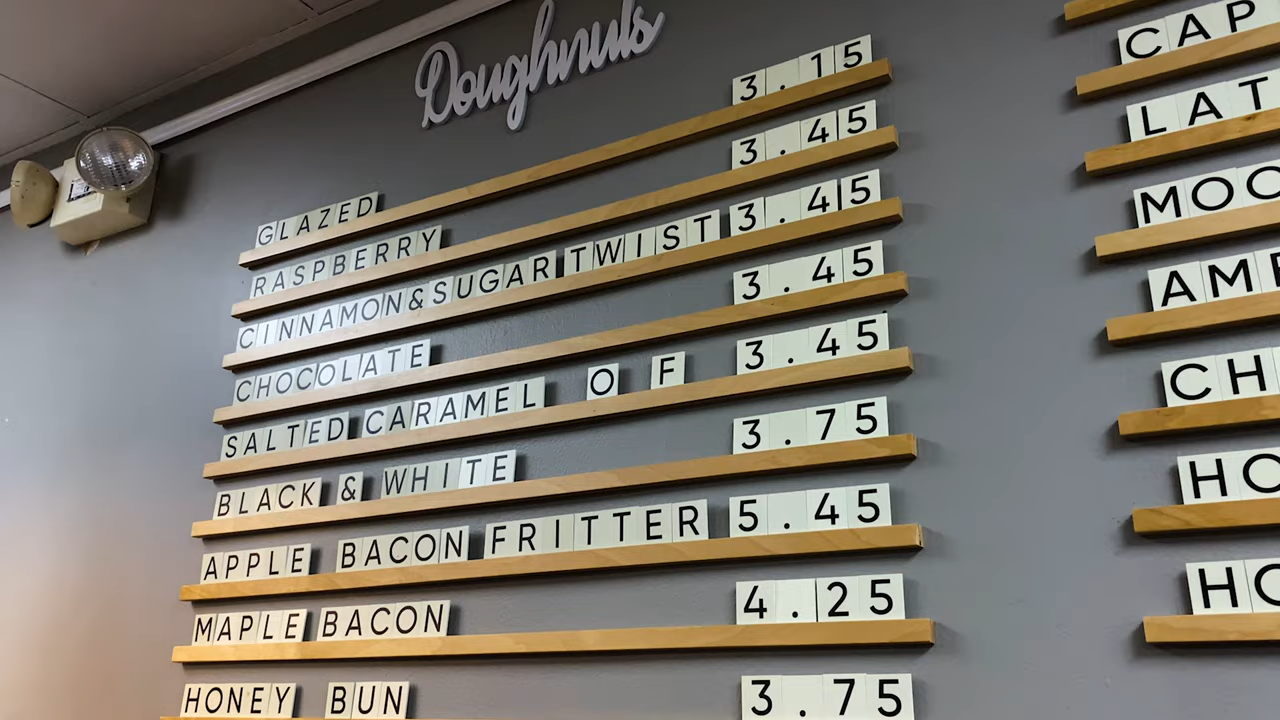 Doughnuts
GLAZED 3.15
RASPBERRY 3.45
CINNAMON&SUGAR TWIST 3.45
CHOCOLATE 3.45
SALTED CARAMEL O F 3.45
BLACK & WHITE 3.75
APPLE BACON FRITTER 5.45
MAPLE BACON 4.25
HONEY BUN 3.75
CAP
LAT
MOC
AME
CH
HO
HO